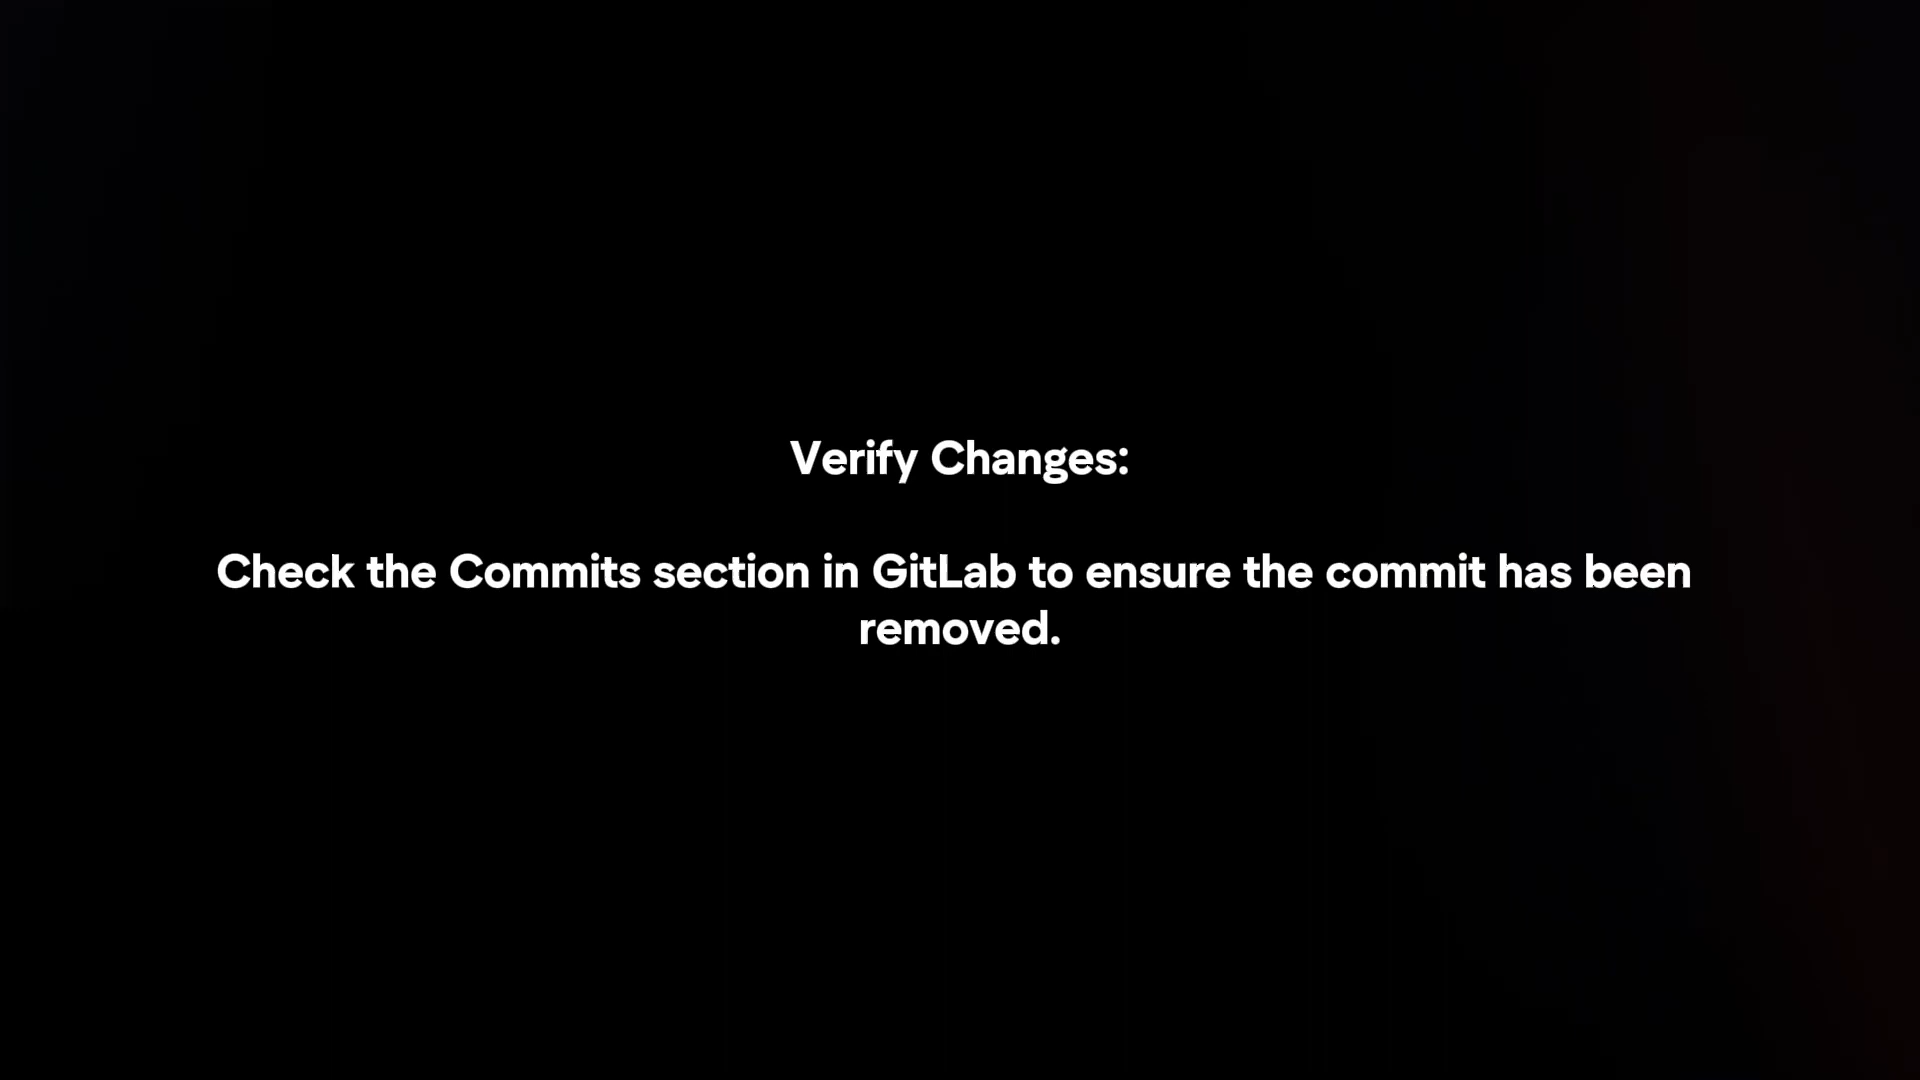 Verify Changes:
Check the Commits section in GitLab to ensure the commit has been
removed.